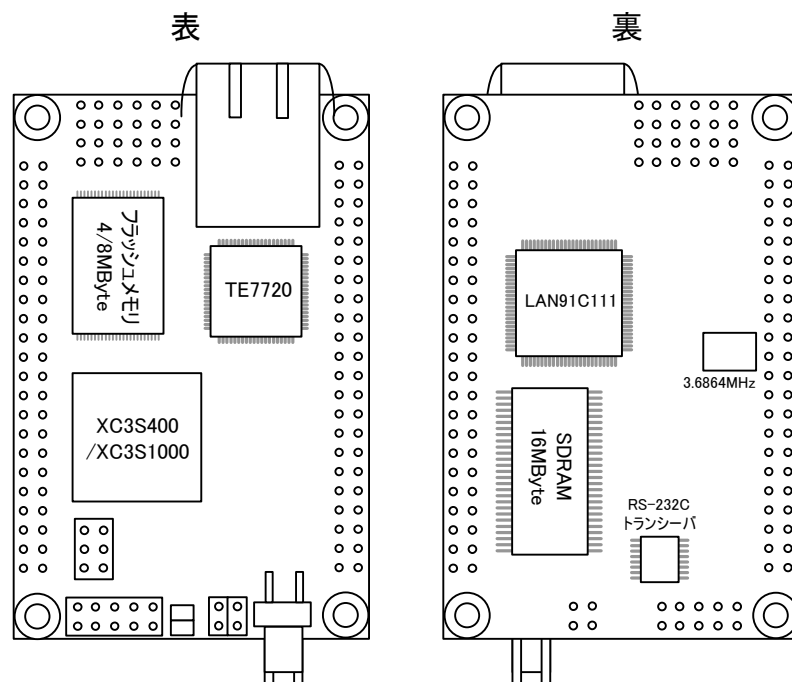 表
裏
フラッシュメモリ
4/8MByte
TE7720
XC3S400
/XC3S1000
LAN91C111
3.6864MHz
SDRAM
16MByte
RS-232C
トランシーバ